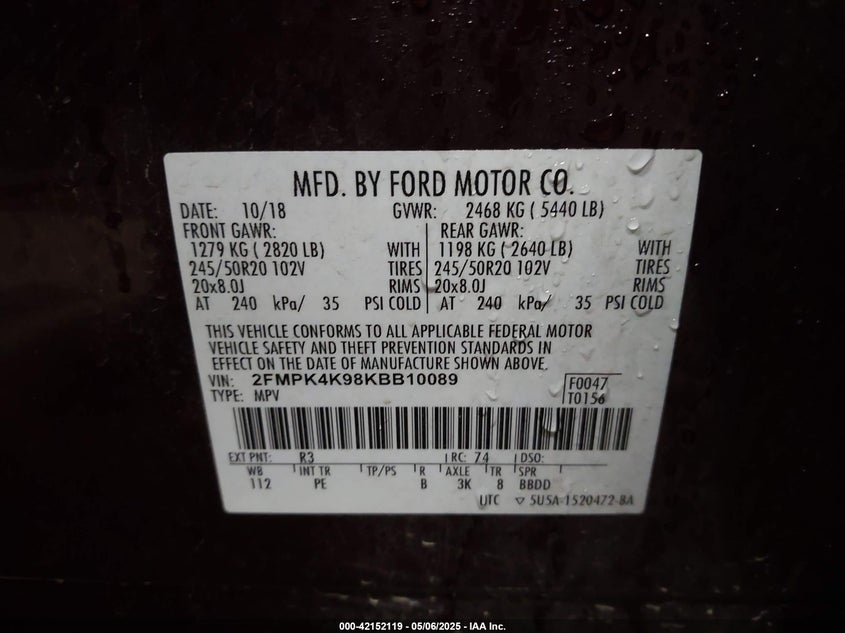 MFD. BY FORD MOTOR CO.
DATE: 10/18 GVWR: 2468 KG ( 5440 LB)
FRONT GAWR: REAR GAWR:
1279 KG ( 2820 LB) WITH 1198 KG ( 2640 LB) WITH
245/50R20 102V TIRES 245/50R20 102V TIRES
20x8.0J RIMS 20x8.0J RIMS
AT 240 kPa/ 35 PSI COLD AT 240 kPa/ 35 PSI COLD
THIS VEHICLE CONFORMS TO ALL APPLICABLE FEDERAL MOTOR
VEHICLE SAFETY AND THEFT PREVENTION STANDARDS IN
EFFECT ON THE DATE OF MANUFACTURE SHOWN ABOVE.
VIN: 2FMPK4K98KBB10089 F0047
TYPE: MPV T0156
EXT PNT: R3 RC: 74 DSO:
WB INT TR TP/PS R AXLE TR SPR
112 PE B 3K 8 BBDD
UTC ▽ 5U5A-1520472-BA
000-42152119 - 05/06/2025 - IAA Inc.